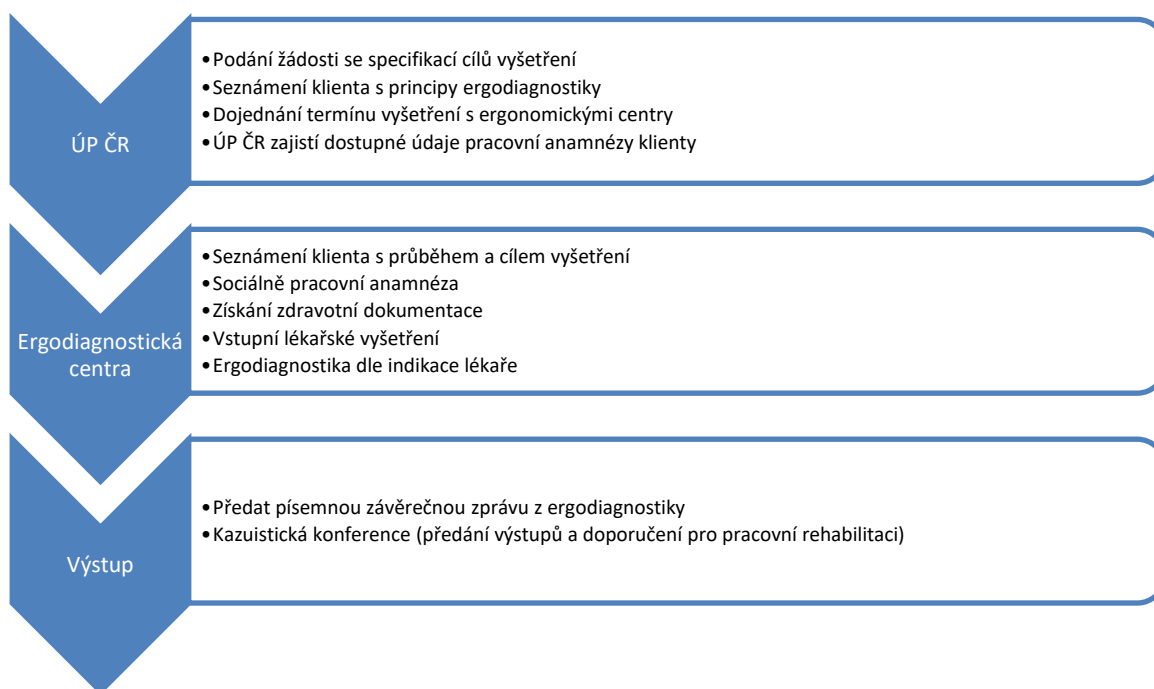 ÚP ČR
•Podání žádosti se specifikací cílů vyšetření
•Seznámení klienta s principy ergodiagnostiky
•Dojednání termínu vyšetření s ergonomickými centry
•ÚP ČR zajistí dostupné údaje pracovní anamnézy klienty
Ergodiagnostická
centra
•Seznámení klienta s průběhem a cílem vyšetření
•Sociálně pracovní anamnéza
•Získání zdravotní dokumentace
•Vstupní lékařské vyšetření
•Ergodiagnostika dle indikace lékaře
Výstup
•Předat písemnou závěrečnou zprávu z ergodiagnostiky
•Kazuistická konference (předání výstupů a doporučení pro pracovní rehabilitaci)